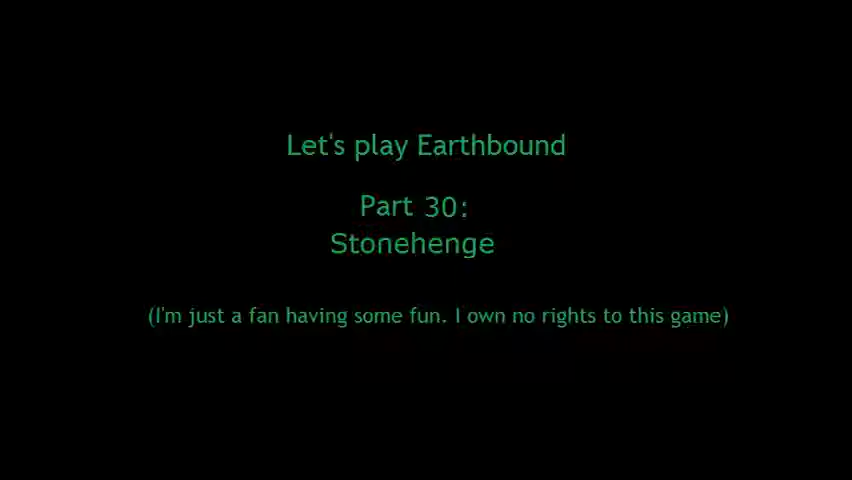 Let's play Earthbound
Part 30:
Stonehenge
(I'm just a fan having some fun. I own no rights to this game)